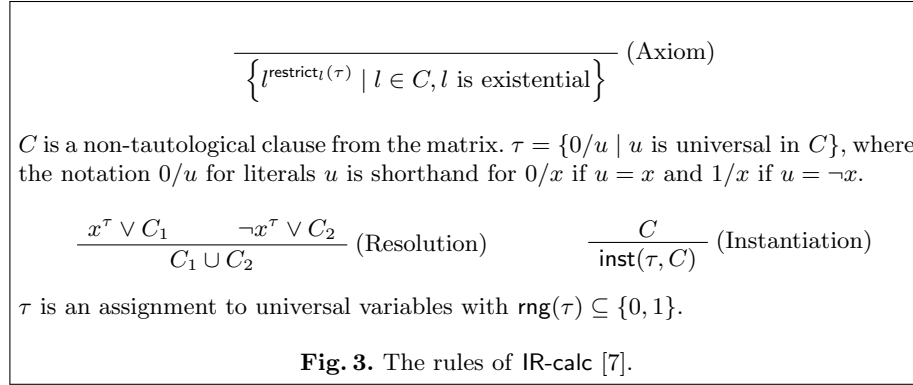 {l^{restrict_l(τ)} | l ∈ C, l is existential} (Axiom)
C is a non-tautological clause from the matrix. τ = {0/u | u is universal in C}, where
the notation 0/u for literals u is shorthand for 0/x if u = x and 1/x if u = ¬x.
x^τ ∨ C_1 ¬x^τ ∨ C_2 (Resolution) C (Instantiation)
C_1 ∪ C_2 inst(τ, C)
τ is an assignment to universal variables with rng(τ) ⊆ {0, 1}.
Fig. 3. The rules of IR-calc [7].